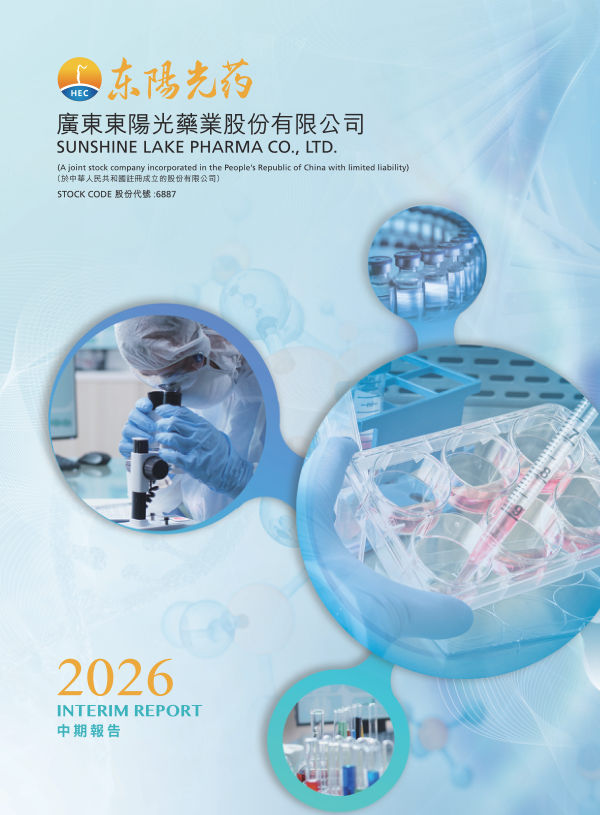 HEC
东陽光药
廣東東陽光藥業股份有限公司
SUNSHINE LAKE PHARMA CO., LTD.
(A joint stock company incorporated in the People's Republic of China with limited liability)
(於中華人民共和國註冊成立的股份有限公司)
STOCK CODE 股份代號 :6887
2026
INTERIM REPORT
中期報告